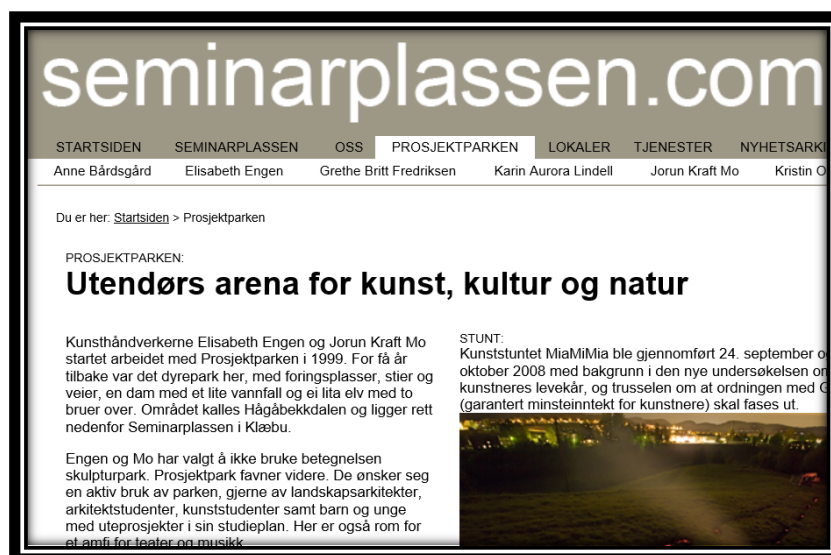 seminarplassen.com
STARTSIDEN SEMINARPLASSEN OSS PROSJEKTPARKEN LOKALER TJENESTER NYHETSARKI
Anne Bårdsgård Elisabeth Engen Grethe Britt Fredriksen Karin Aurora Lindell Jorun Kraft Mo Kristin O
Du er her: Startsiden > Prosjektparken
PROSJEKTPARKEN:
Utendørs arena for kunst, kultur og natur
Kunsthåndverkerne Elisabeth Engen og Jorun Kraft Mo
startet arbeidet med Prosjektparken i 1999. For få år
tilbake var det dyrepark her, med foringsplasser, stier og
veier, en dam med et lite vannfall og ei lita elv med to
bruer over. Området kalles Hågåbekkdalen og ligger rett
nedenfor Seminarplassen i Klæbu.
Engen og Mo har valgt å ikke bruke betegnelsen
skulpturpark. Prosjektpark favner videre. De ønsker seg
en aktiv bruk av parken, gjerne av landskapsarkitekter,
arkitektstudenter, kunststudenter samt barn og unge
med uteprosjekter i sin studieplan. Her er også rom for
et amfi for teater og musikk.
STUNT:
Kunststuntet MiaMiMia ble gjennomført 24. september o
oktober 2008 med bakgrunn i den nye undersøkelsen om
kunstneres levekår, og trusselen om at ordningen med G
(garantert minsteinntekt for kunstnere) skal fases ut.